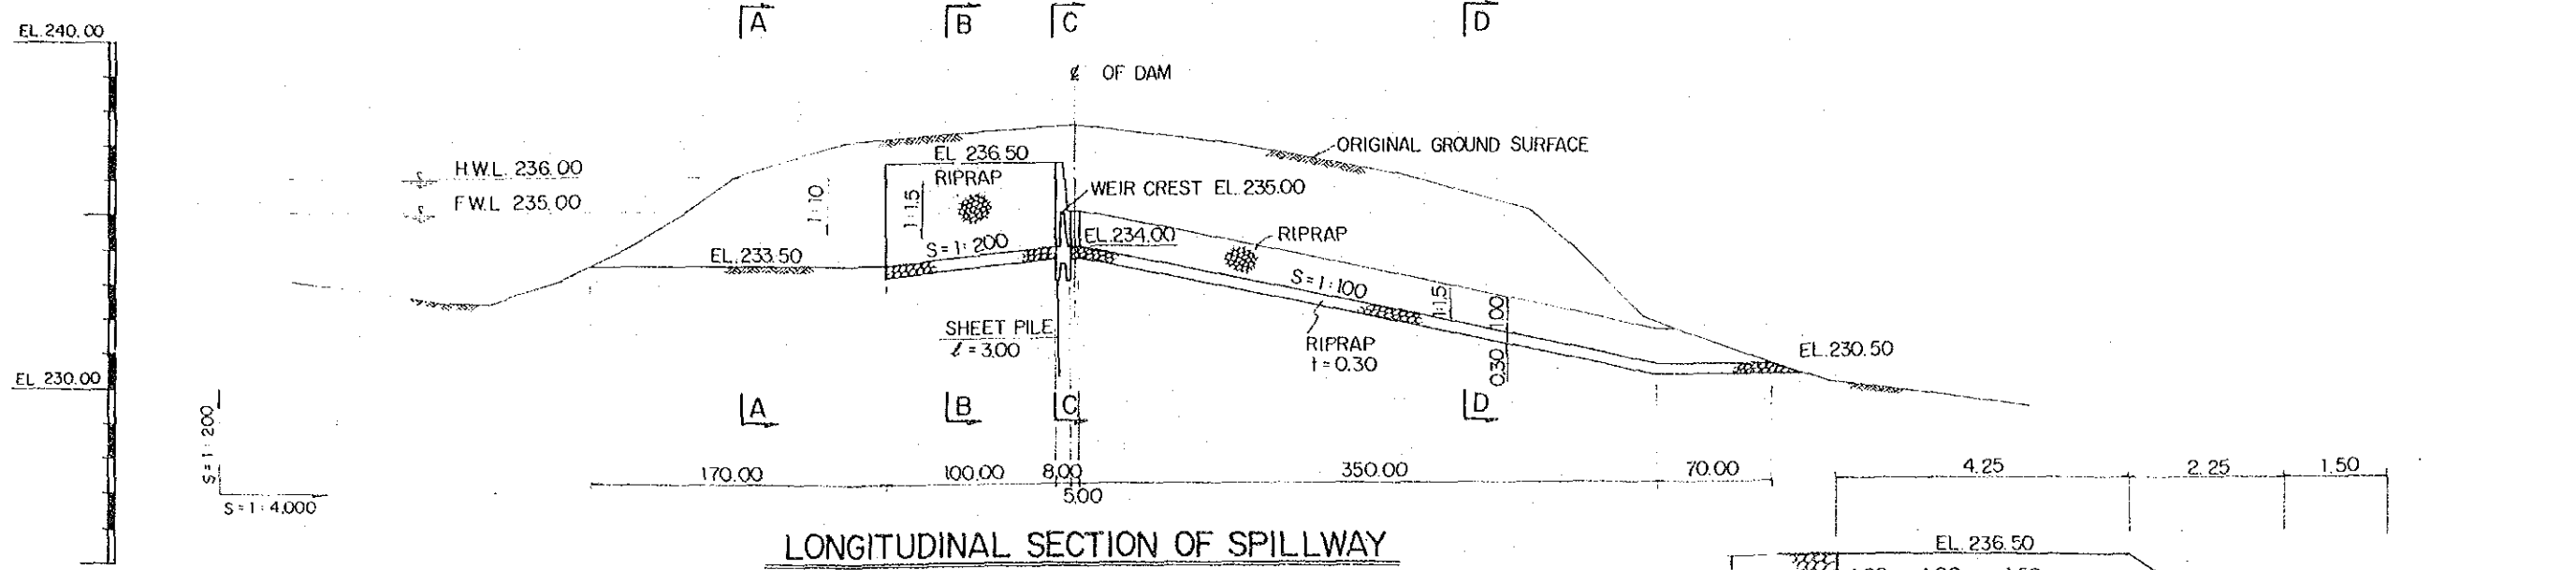 A B C D
EL.240.00
℄ OF DAM
ORIGINAL GROUND SURFACE
EL 236.50
H.W.L. 236.00
RIPRAP
WEIR CREST EL.235.00
1:10
1:1.5
F.W.L 235.00
EL.234.00
RIPRAP
S=1:200
EL.233.50
S=1:100
1:1.5
1.00
SHEET PILE
ℓ = 3.00
RIPRAP
t=0.30
0.30
EL.230.50
EL 230.00
A B C D
S=1:200
170.00 100.00 8.00 350.00 70.00
5.00
4.25 2.25 1.50
S=1:4,000
LONGITUDINAL SECTION OF SPILLWAY
EL.236.50